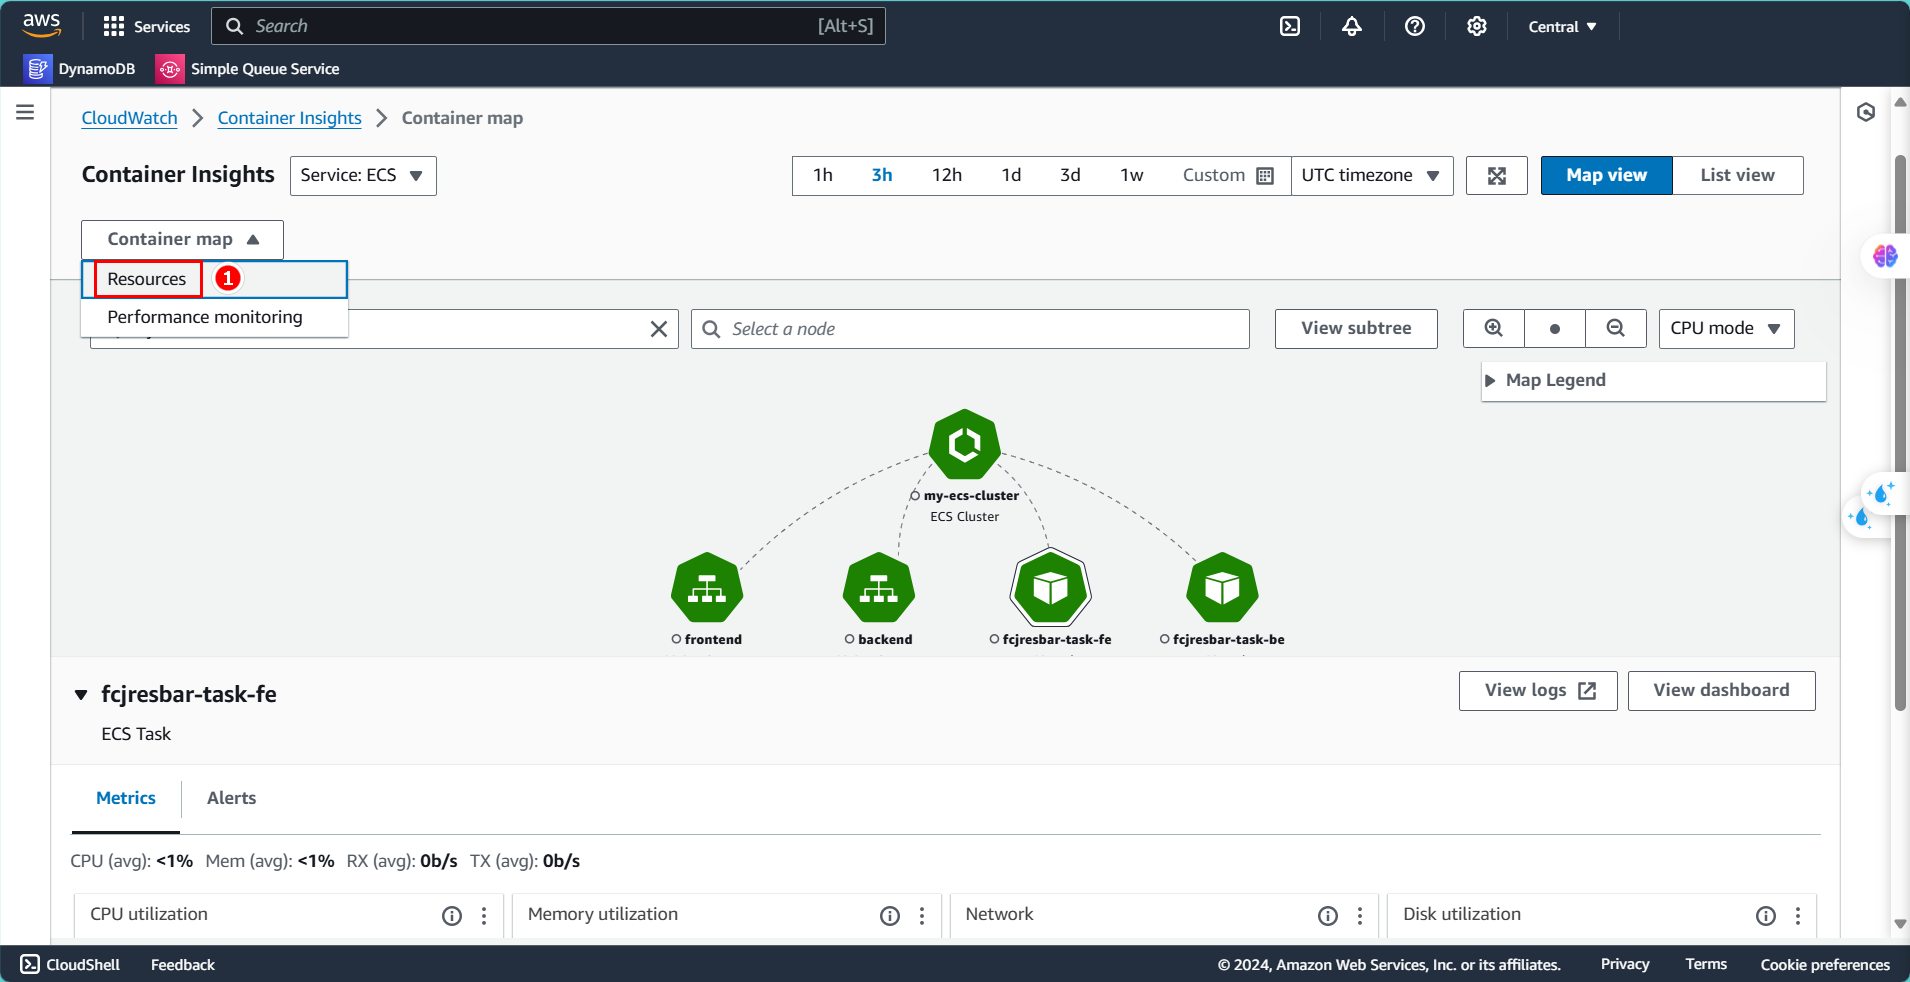 aws
Services
Search
[Alt+S]
Central
DynamoDB
Simple Queue Service
CloudWatch
Container Insights
Container map
Container Insights
Service: ECS
1h
3h
12h
1d
3d
1w
Custom
UTC timezone
Map view
List view
Container map
Resources
1
Performance monitoring
Select a node
View subtree
CPU mode
Map Legend
my-ecs-cluster
ECS Cluster
frontend
backend
fcjresbar-task-fe
fcjresbar-task-be
fcjresbar-task-fe
ECS Task
View logs
View dashboard
Metrics
Alerts
CPU (avg): <1% Mem (avg): <1% RX (avg): 0b/s TX (avg): 0b/s
CPU utilization
Memory utilization
Network
Disk utilization
CloudShell
Feedback
© 2024, Amazon Web Services, Inc. or its affiliates.
Privacy
Terms
Cookie preferences